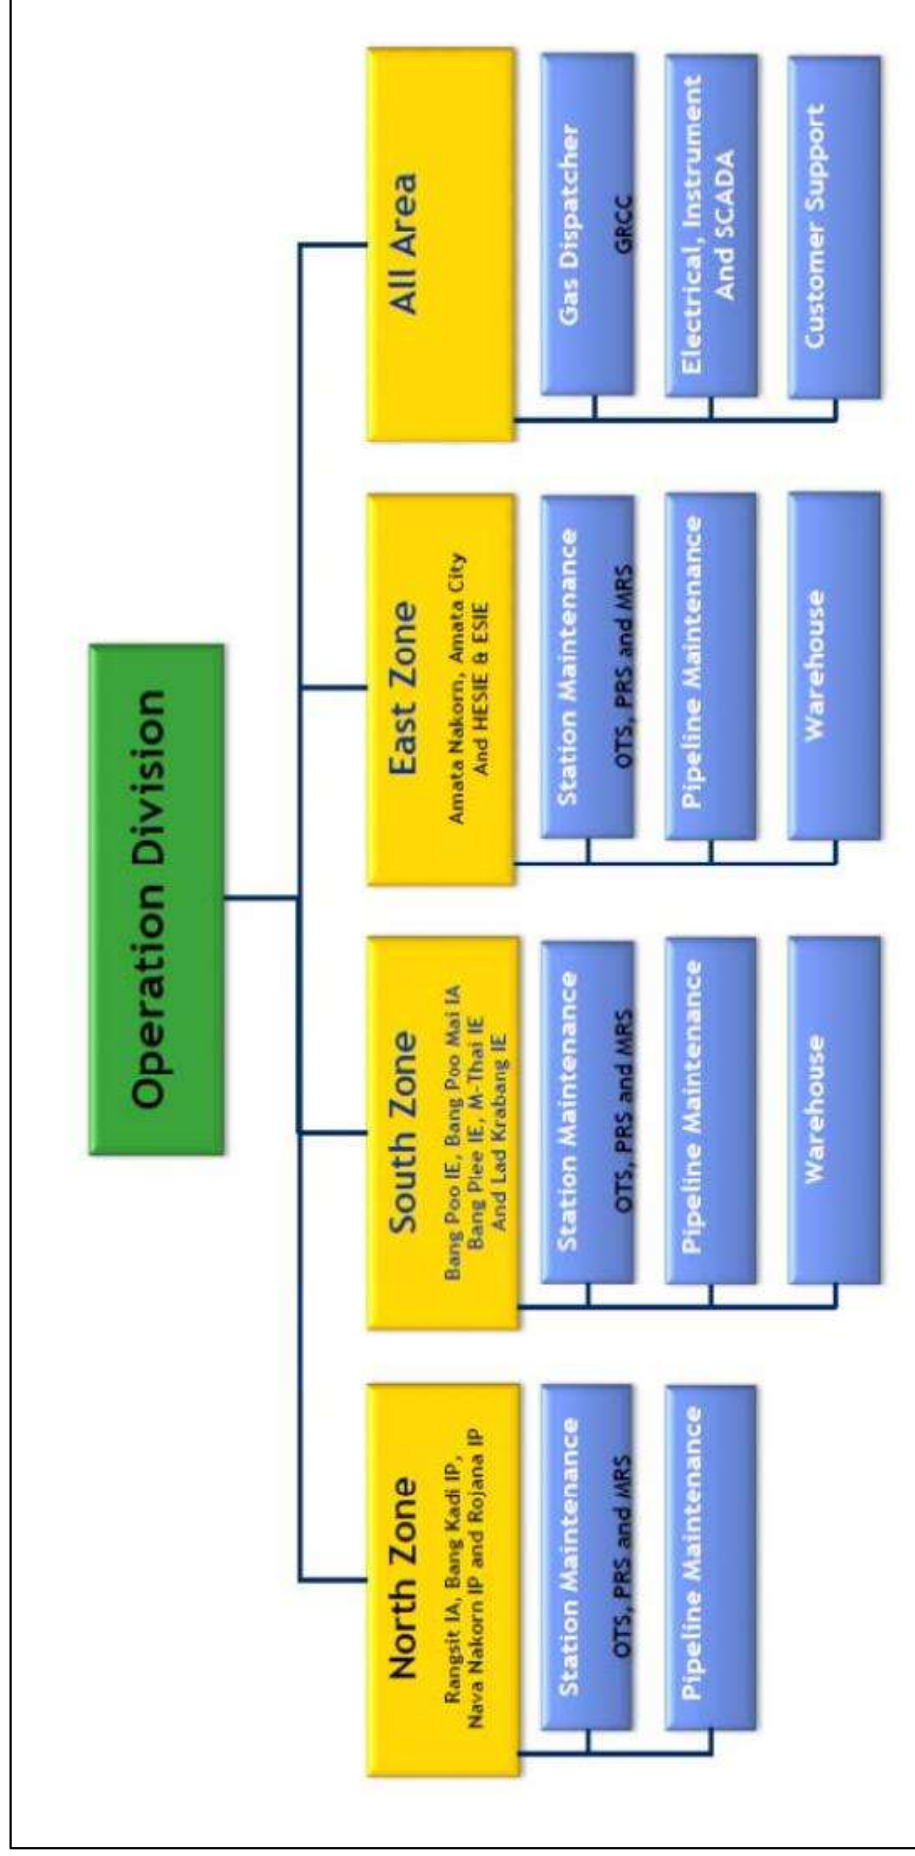 Operation Division
North Zone
Rangsit IA, Bang Kadi IP,
Nava Nakorn IP and Rojana IP
Station Maintenance
OTS, PRS and MRS
Pipeline Maintenance
South Zone
Bang Poo IE, Bang Poo Mai IA
Bang Plee IE, M-Thai IE
And Lad Krabang IE
Station Maintenance
OTS, PRS and MRS
Pipeline Maintenance
Warehouse
East Zone
Amata Nakorn, Amata City
And HESIE & ESIE
Station Maintenance
OTS, PRS and MRS
Pipeline Maintenance
Warehouse
All Area
Gas Dispatcher
GRCC
Electrical, Instrument
And SCADA
Customer Support